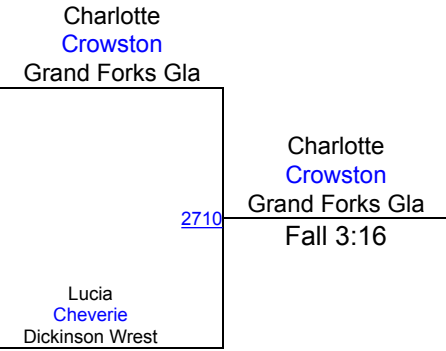 Charlotte
Crowston
Grand Forks Gla
Charlotte
Crowston
Grand Forks Gla
2710
Fall 3:16
Lucia
Cheverie
Dickinson Wrest